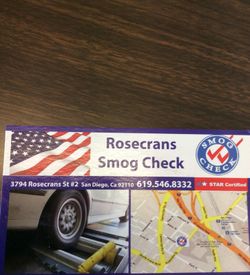 Rosecrans
Smog Check
SMOG
CHECK
3794 Rosecrans St #2 San Diego, Ca 92110 619.546.8332
★ STAR Certified